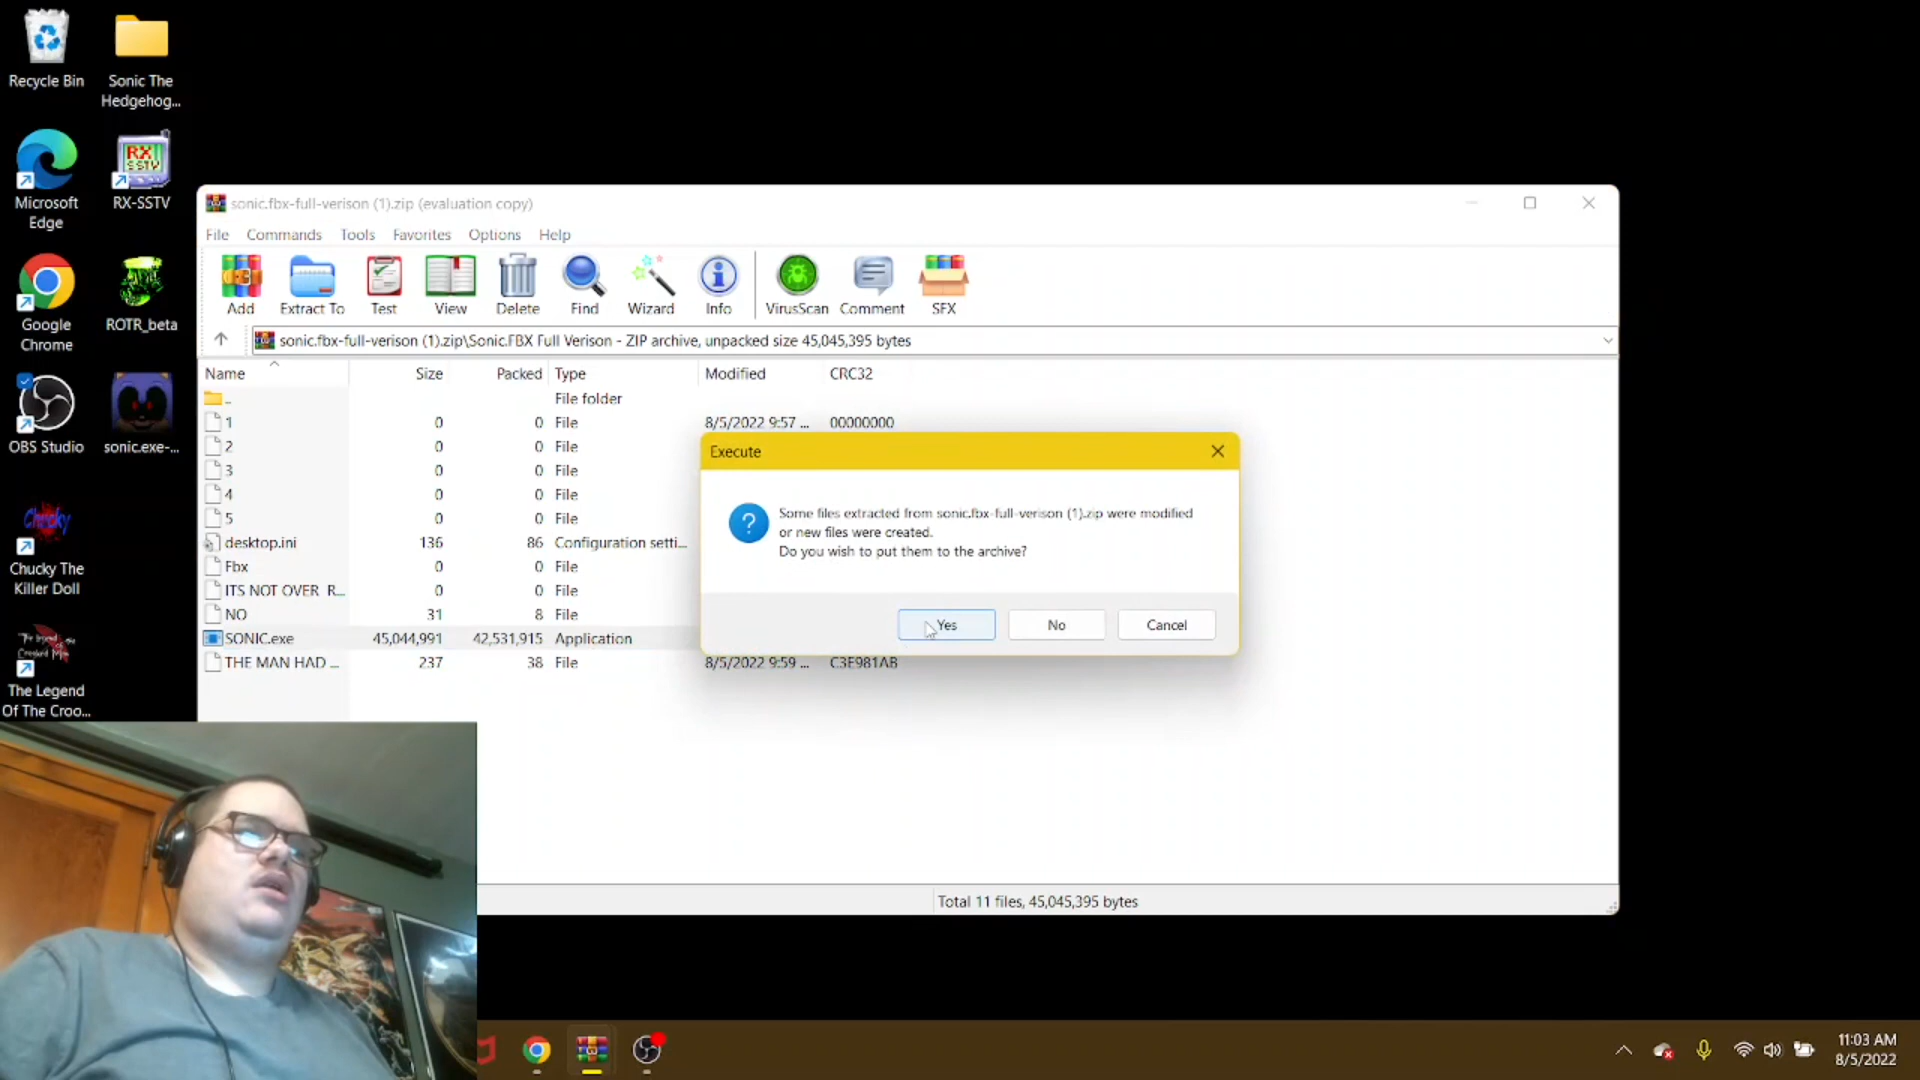 Recycle Bin
Sonic The
Hedgehog...
Microsoft
Edge
RX
SSTV
RX-SSTV
Google
Chrome
ROTR_beta
OBS Studio
sonic.exe-...
Chucky
Chucky The
Killer Doll
The Legend
Of The Croo...
sonic.fbx-full-verison (1).zip (evaluation copy)
File Commands Tools Favorites Options Help
Add Extract To Test View Delete Find Wizard Info VirusScan Comment SFX
sonic.fbx-full-verison (1).zip\Sonic.FBX Full Verison - ZIP archive, unpacked size 45,045,395 bytes
Name Size Packed Type Modified CRC32
.. File folder
1 0 0 File 8/5/2022 9:57 ... 00000000
2 0 0 File
3 0 0 File
4 0 0 File
5 0 0 File
desktop.ini 136 86 Configuration setti...
Fbx 0 0 File
ITS NOT OVER R... 0 0 File
NO 31 8 File
SONIC.exe 45,044,991 42,531,915 Application
THE MAN HAD ... 237 38 File 8/5/2022 9:59 ... C3E981AB
Execute
Some files extracted from sonic.fbx-full-verison (1).zip were modified
or new files were created.
Do you wish to put them to the archive?
Yes No Cancel
Total 11 files, 45,045,395 bytes
11:03 AM
8/5/2022